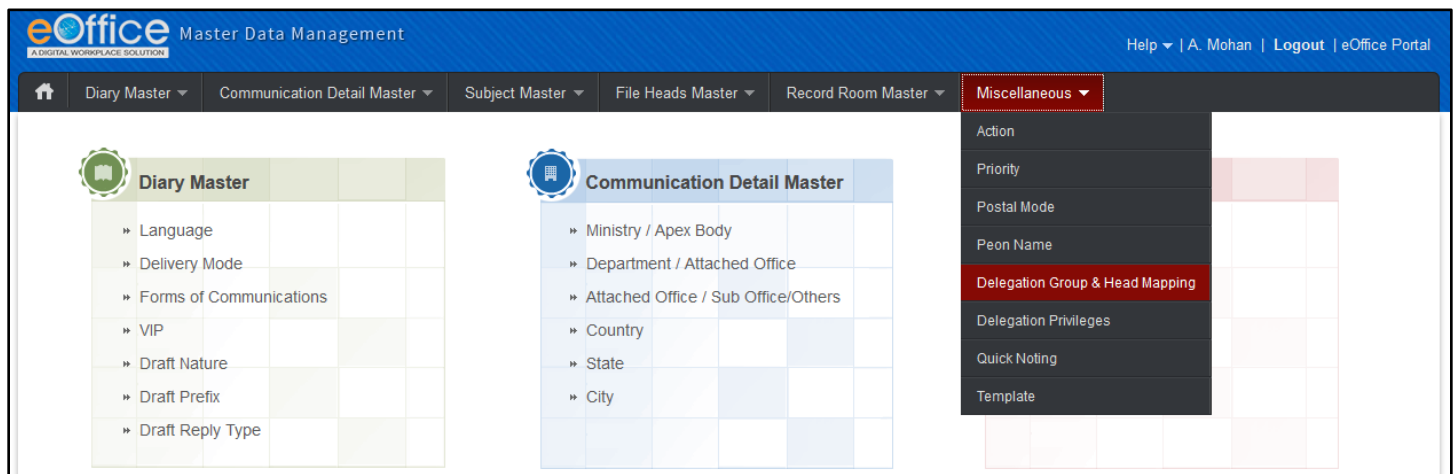 eOffice
A DIGITAL WORKPLACE SOLUTION
Master Data Management
Help | A. Mohan | Logout | eOffice Portal
Diary Master Communication Detail Master Subject Master File Heads Master Record Room Master Miscellaneous
Action
Priority
Postal Mode
Peon Name
Delegation Group & Head Mapping
Delegation Privileges
Quick Noting
Template
Diary Master
» Language
» Delivery Mode
» Forms of Communications
» VIP
» Draft Nature
» Draft Prefix
» Draft Reply Type
Communication Detail Master
» Ministry / Apex Body
» Department / Attached Office
» Attached Office / Sub Office/Others
» Country
» State
» City